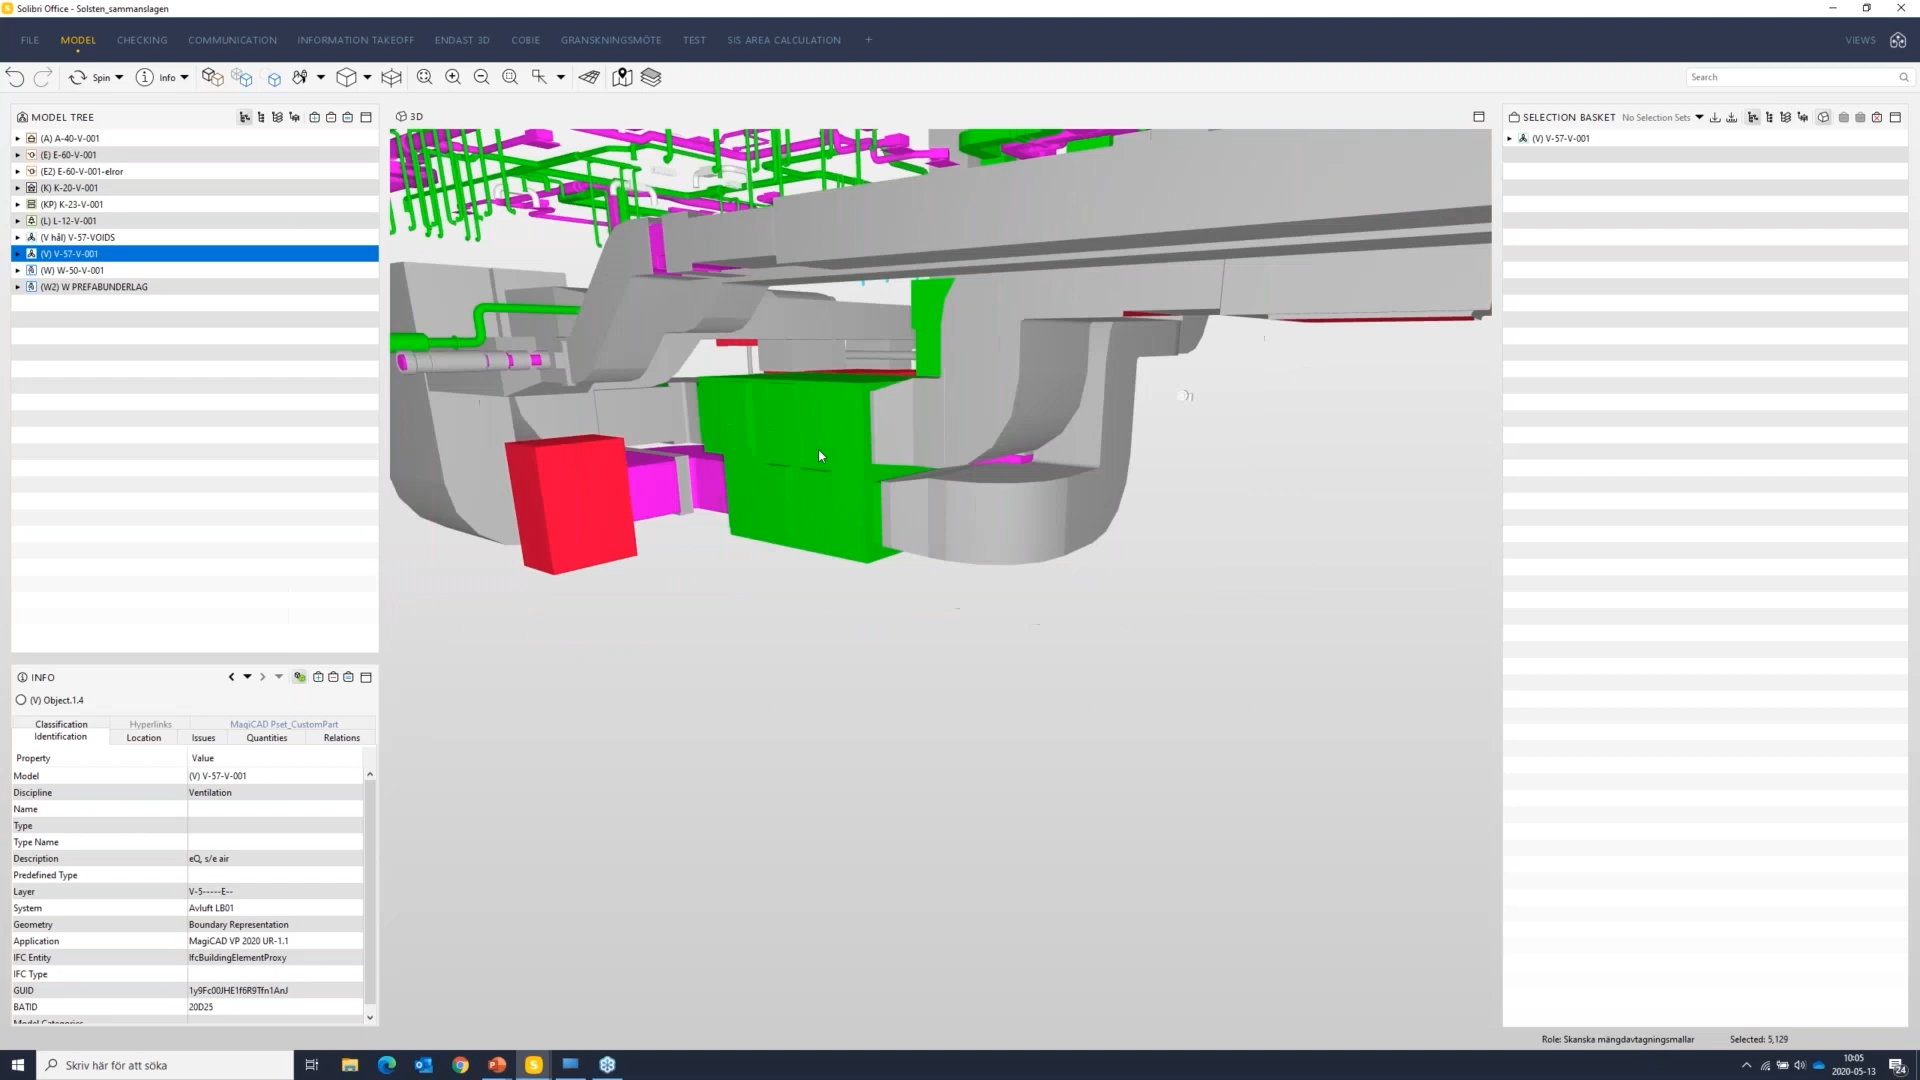 Solibri Office - Solsten_sammanslagen
FILE MODEL CHECKING COMMUNICATION INFORMATION TAKEOFF ENDAST 3D COBIE GRANSKNINGSMÖTE TEST SIS AREA CALCULATION + VIEWS
Spin Info Search
MODEL TREE
(A) A-40-V-001
(E) E-60-V-001
(E2) E-60-V-001-elror
(K) K-20-V-001
(KP) K-23-V-001
(L) L-12-V-001
(V hål) V-57-VOIDS
(V) V-57-V-001
(W) W-50-V-001
(W2) W PREFABUNDERLAG
3D
SELECTION BASKET No Selection Sets
(V) V-57-V-001
INFO
(V) Object.1.4
Classification Hyperlinks MagiCAD Pset_CustomPart
Identification Location Issues Quantities Relations
Property Value
Model (V) V-57-V-001
Discipline Ventilation
Name
Type
Type Name
Description eQ, s/e air
Predefined Type
Layer V-5-----E--
System Avluft LB01
Geometry Boundary Representation
Application MagiCAD VP 2020 UR-1.1
IFC Entity IfcBuildingElementProxy
IFC Type
GUID 1y9Fc00JHE1f6R9Tfn1AnJ
BATID 20D25
Model Categories
Role: Skanska mängdavtagningsmallar Selected: 5,129
Skriv här för att söka
10:05
2020-05-13
24